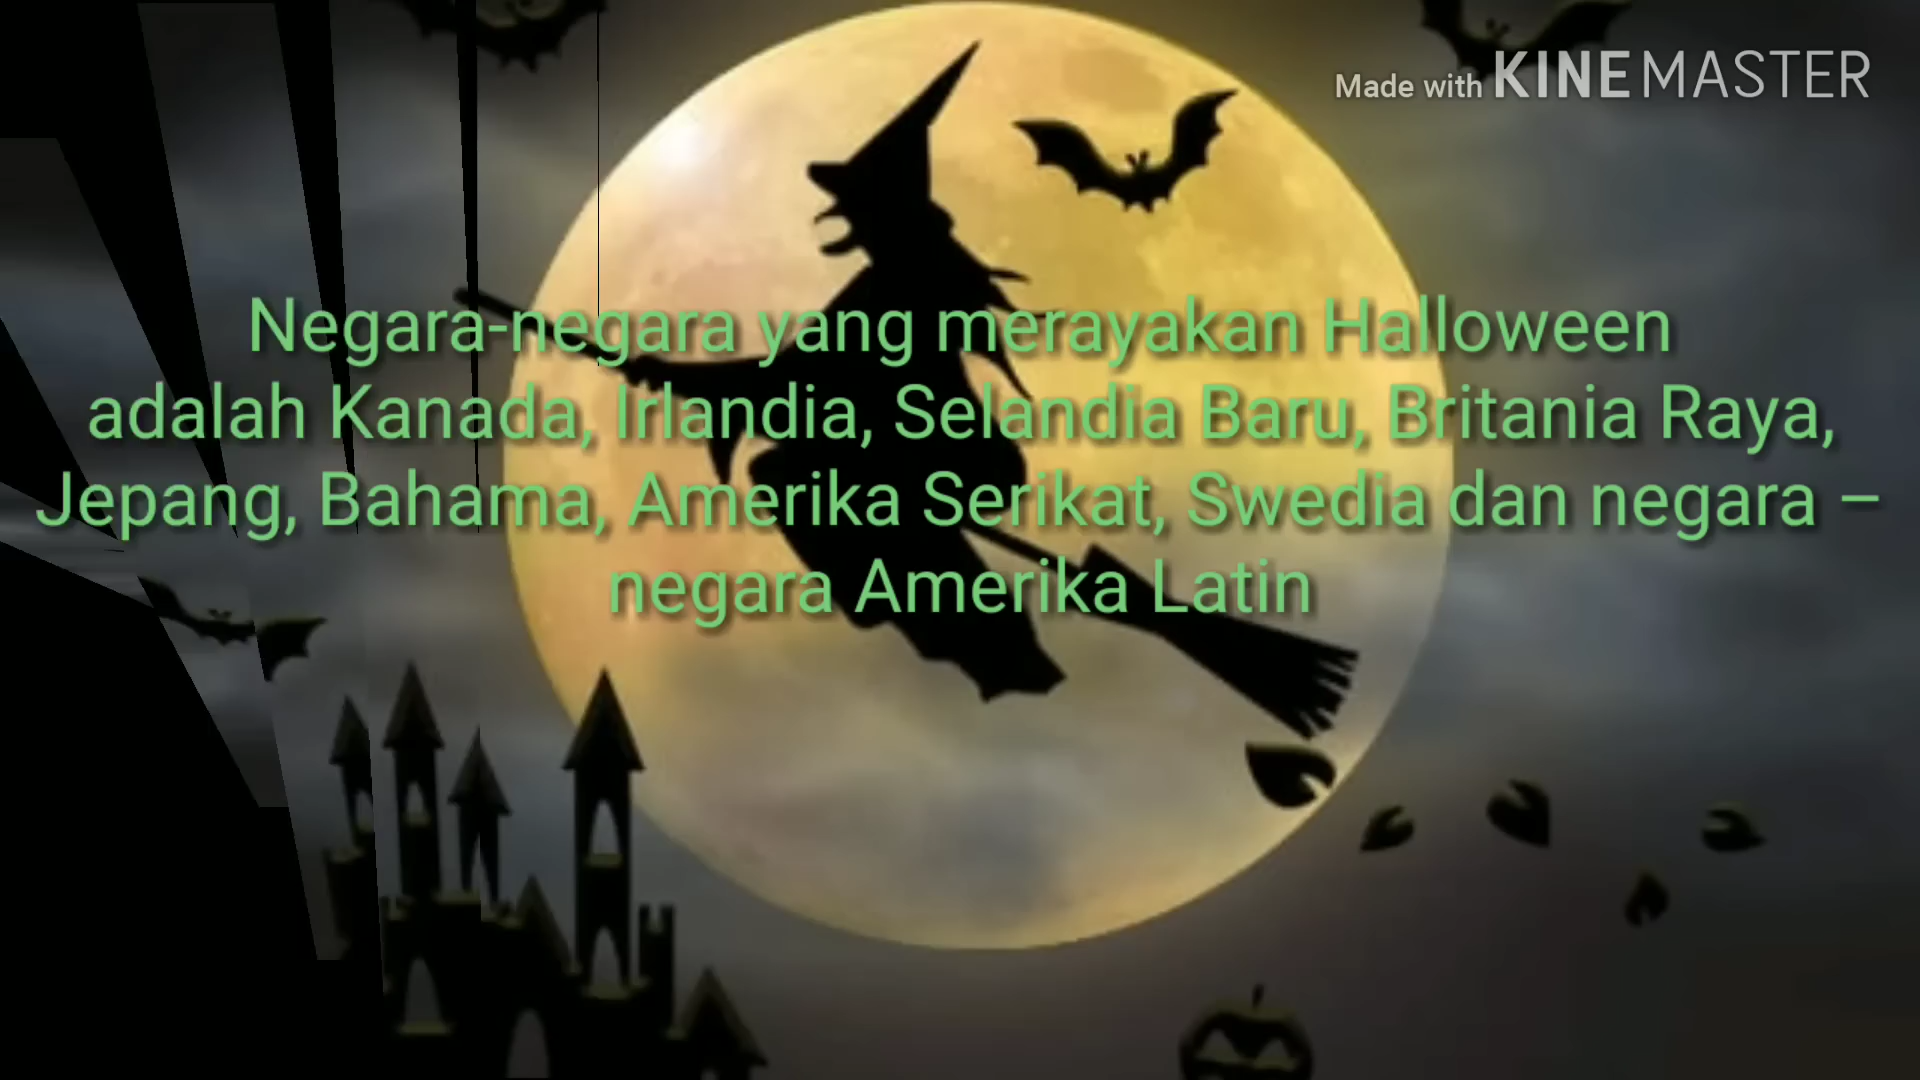 Made with KINEMASTER
Negara-negara yang merayakan Halloween
adalah Kanada, Irlandia, Selandia Baru, Britania Raya,
Jepang, Bahama, Amerika Serikat, Swedia dan negara –
negara Amerika Latin